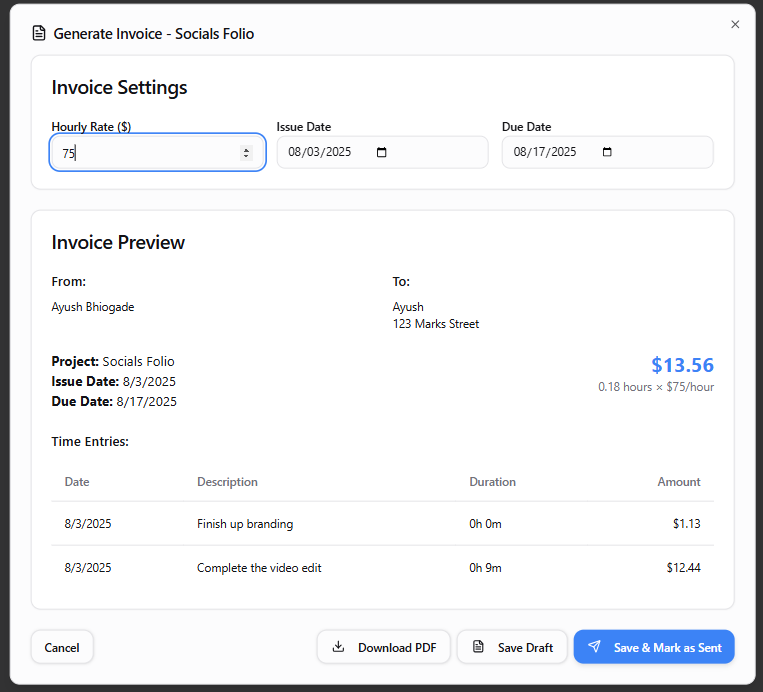 Generate Invoice - Socials Folio
Invoice Settings
Hourly Rate ($) Issue Date Due Date
75 08/03/2025 08/17/2025
Invoice Preview
From: To:
Ayush Bhiogade Ayush
123 Marks Street
Project: Socials Folio $13.56
Issue Date: 8/3/2025 0.18 hours × $75/hour
Due Date: 8/17/2025
Time Entries:
Date Description Duration Amount
8/3/2025 Finish up branding 0h 0m $1.13
8/3/2025 Complete the video edit 0h 9m $12.44
Cancel Download PDF Save Draft Save & Mark as Sent